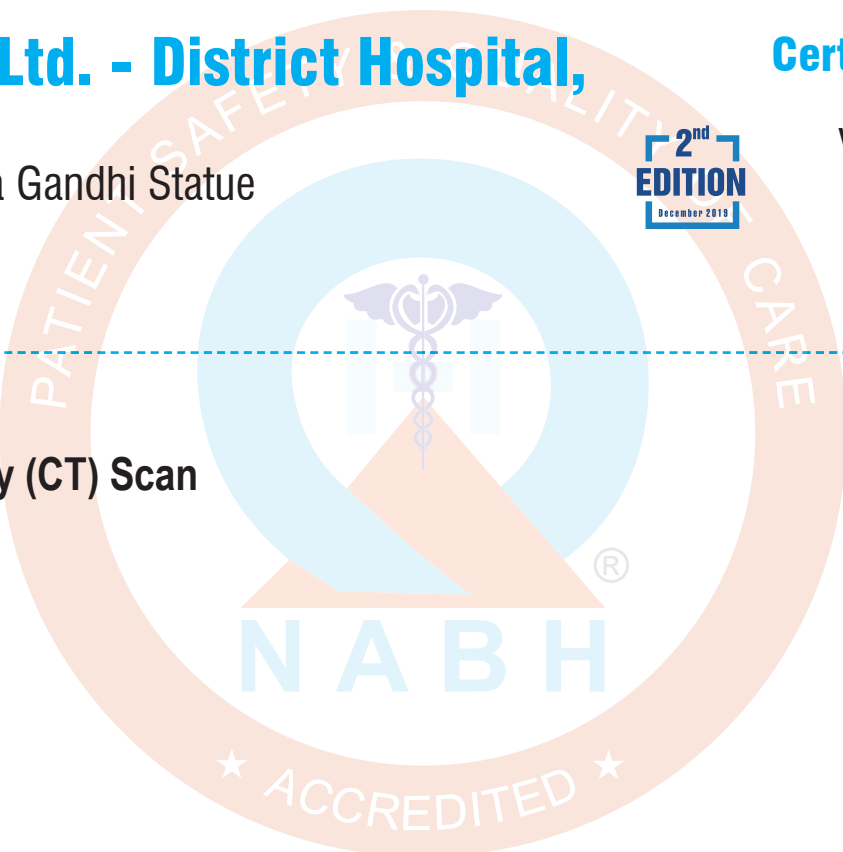 Ltd. - District Hospital,
Cert
2nd
EDITION
December 2019
a Gandhi Statue
PATIENT SAFETY & QUALITY OF CARE
y (CT) Scan
®
NABH
★ ACCREDITED ★